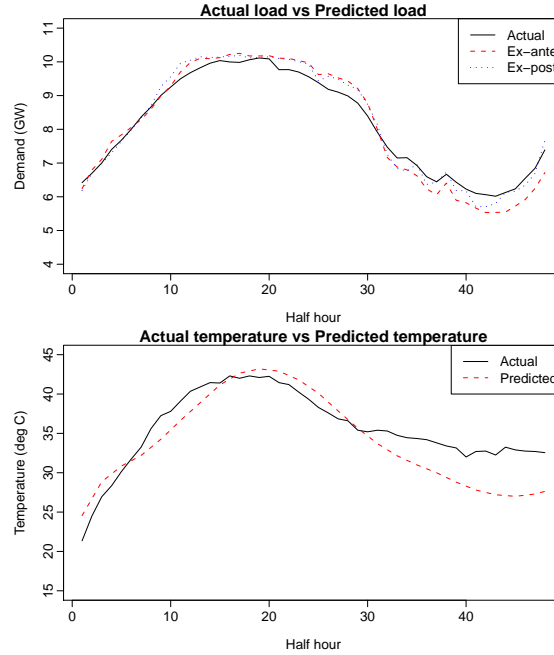 Actual load vs Predicted load
Actual
Ex−ante
Ex−post
Demand (GW)
4
5
6
7
8
9
10
11
0
10
20
30
40
Half hour
Actual temperature vs Predicted temperature
Actual
Predicted
Temperature (deg C)
15
20
25
30
35
40
45
0
10
20
30
40
Half hour